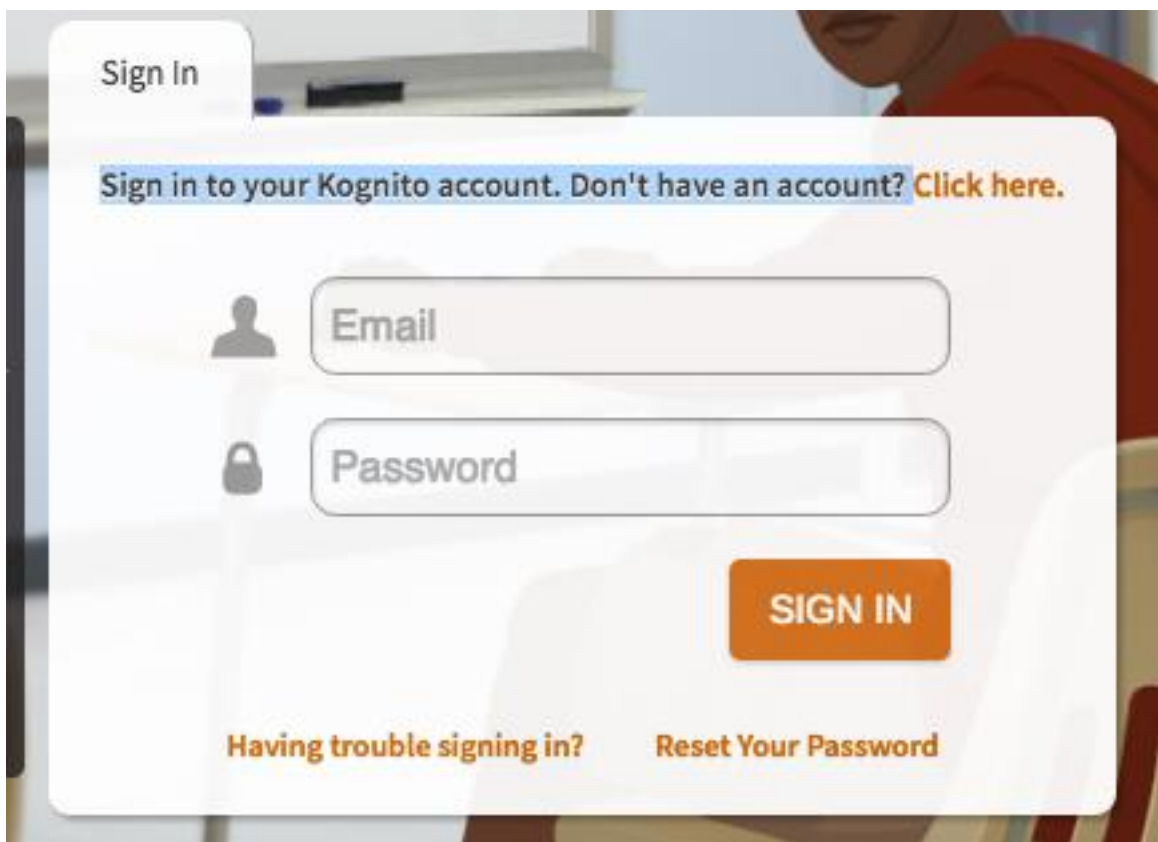 Sign In
Sign in to your Kognito account. Don't have an account? Click here.
Email
Password
SIGN IN
Having trouble signing in? Reset Your Password